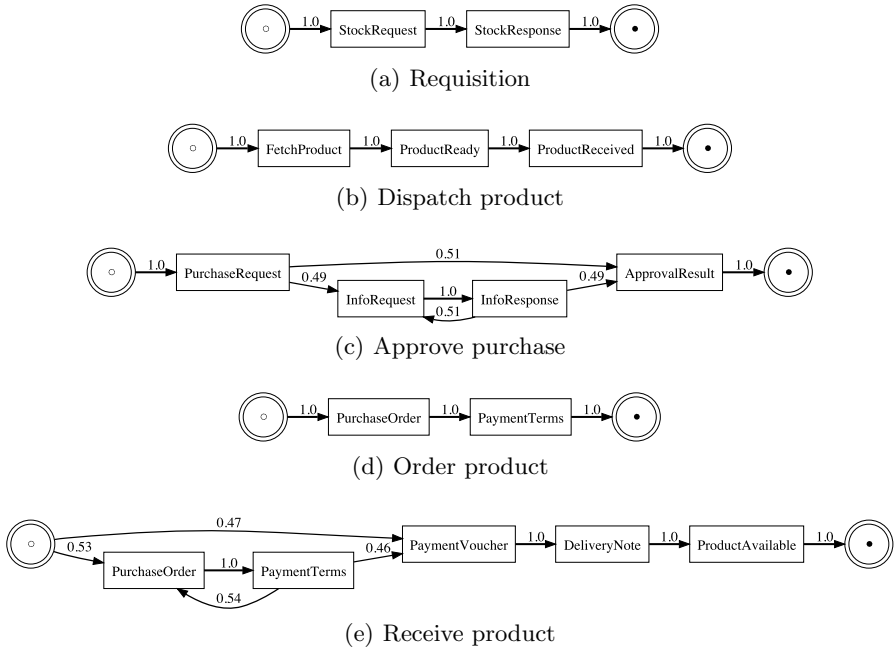 1.0 StockRequest 1.0 StockResponse 1.0
(a) Requisition
1.0 FetchProduct 1.0 ProductReady 1.0 ProductReceived 1.0
(b) Dispatch product
0.51
1.0 PurchaseRequest 0.49 0.49 ApprovalResult 1.0
InfoRequest 1.0 InfoResponse
0.51
(c) Approve purchase
1.0 PurchaseOrder 1.0 PaymentTerms 1.0
(d) Order product
0.47
0.53 0.46 PaymentVoucher 1.0 DeliveryNote 1.0 ProductAvailable 1.0
PurchaseOrder 1.0 PaymentTerms
0.54
(e) Receive product